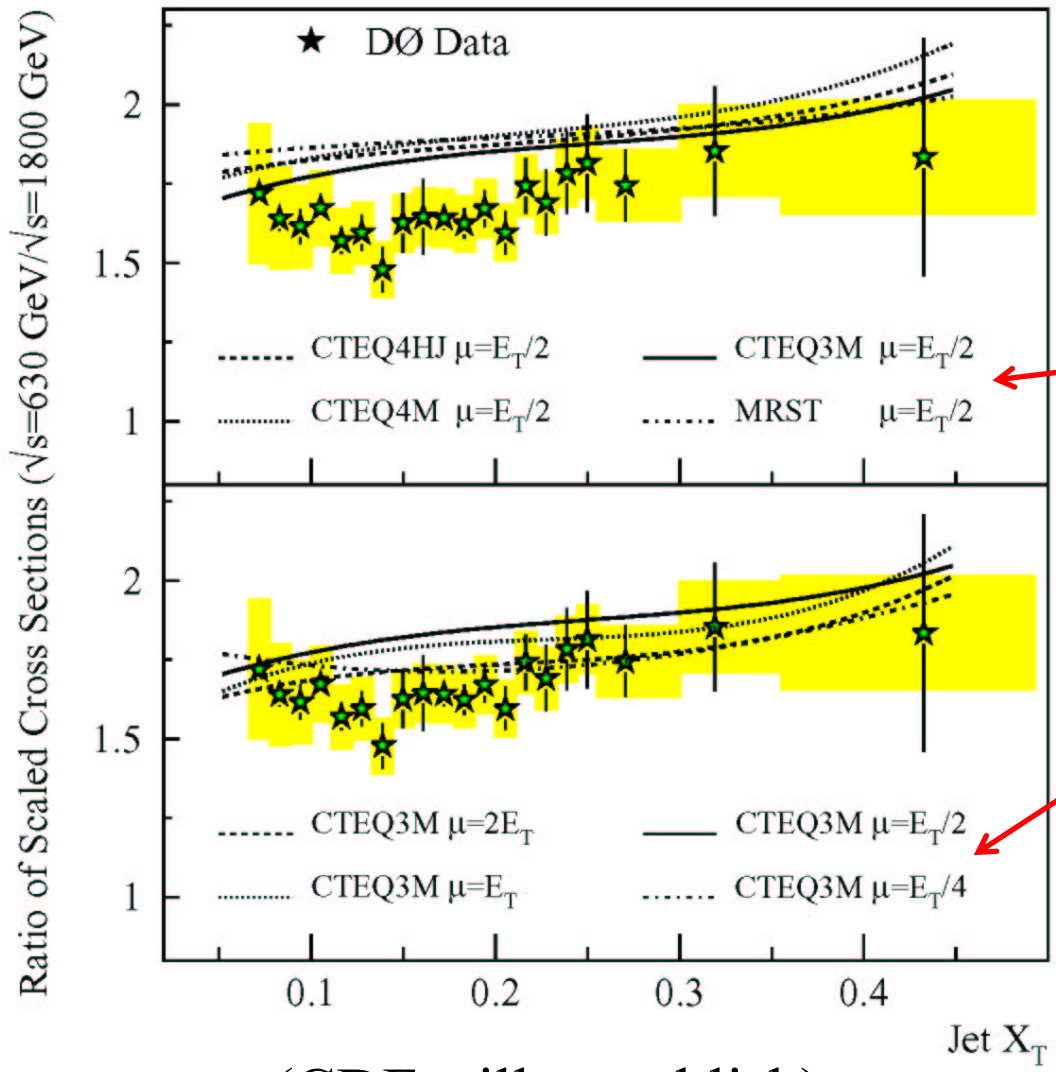 Ratio of Scaled Cross Sections (√s=630 GeV/√s=1800 GeV)
DØ Data
2
1.5
1
CTEQ4HJ μ=E_T/2
CTEQ3M μ=E_T/2
CTEQ4M μ=E_T/2
MRST μ=E_T/2
2
1.5
1
CTEQ3M μ=2E_T
CTEQ3M μ=E_T/2
CTEQ3M μ=E_T
CTEQ3M μ=E_T/4
0.1 0.2 0.3 0.4
Jet X_T